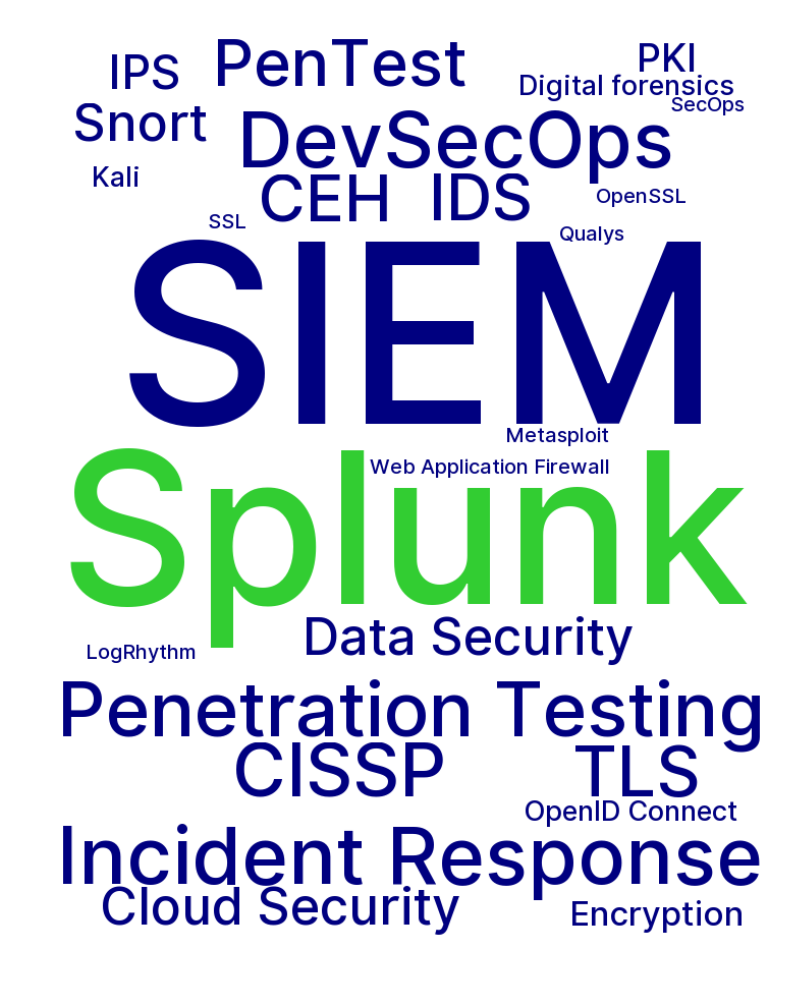 IPS PenTest PKI
Digital forensics
Snort SecOps
DevSecOps
Kali CEH IDS OpenSSL
SSL Qualys
SIEM
Metasploit
Web Application Firewall
Splunk
Data Security
LogRhythm
Penetration Testing
CISSP TLS
OpenID Connect
Incident Response
Cloud Security Encryption